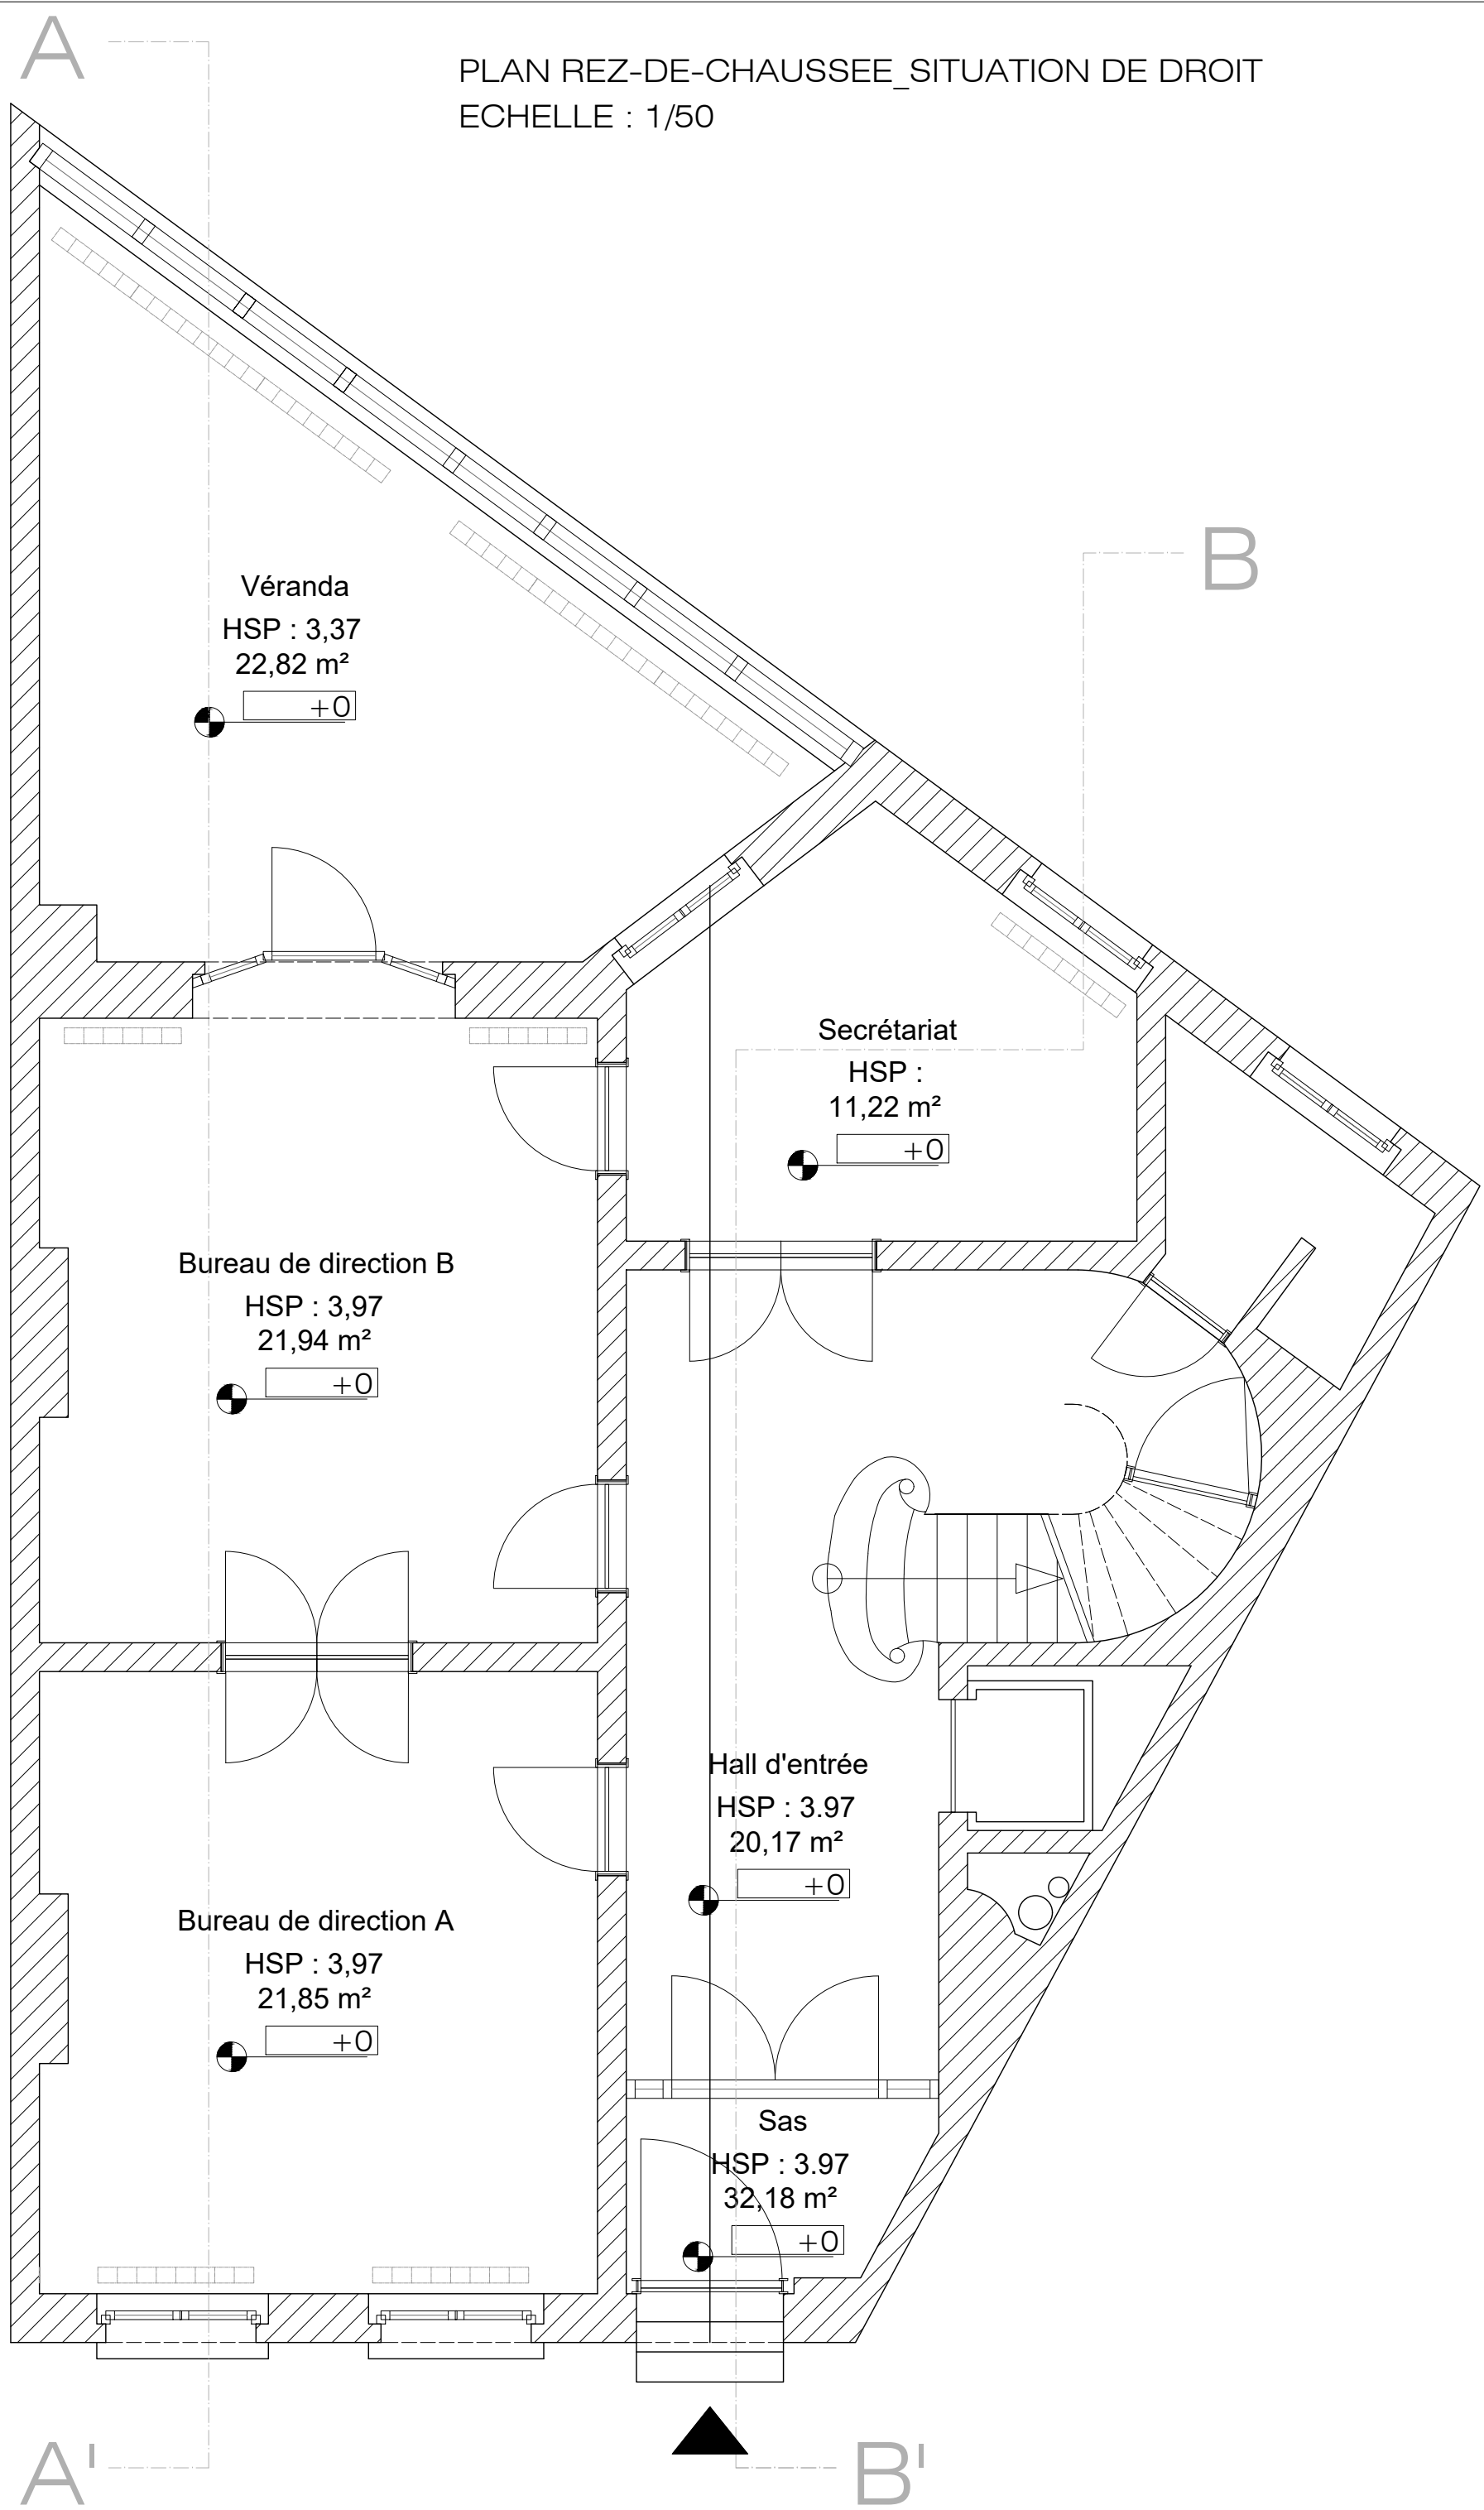 A
PLAN REZ-DE-CHAUSSEE_SITUATION DE DROIT
ECHELLE : 1/50
B
Véranda
HSP : 3,37
22,82 m²
+0
Secrétariat
HSP :
11,22 m²
+0
Bureau de direction B
HSP : 3,97
21,94 m²
+0
Hall d'entrée
HSP : 3.97
20,17 m²
+0
Bureau de direction A
HSP : 3,97
21,85 m²
+0
Sas
HSP : 3.97
32,18 m²
+0
A'
B'